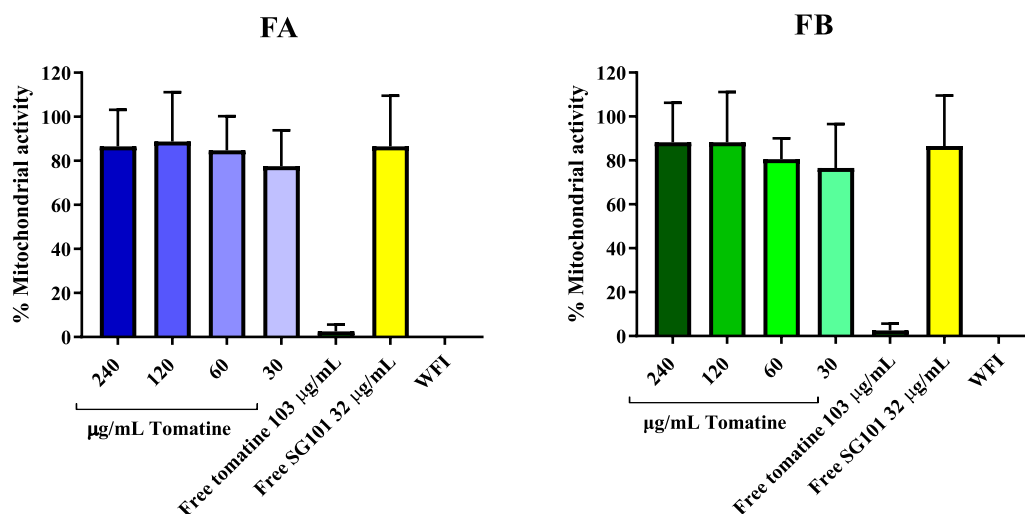 FA
% Mitochondrial activity
120
100
80
60
40
20
0
240
120
60
30
Free tomatine 103 µg/mL
Free SG101 32 µg/mL
WFI
µg/mL Tomatine
FB
% Mitochondrial activity
120
100
80
60
40
20
0
240
120
60
30
Free tomatine 103 µg/mL
Free SG101 32 µg/mL
WFI
µg/mL Tomatine